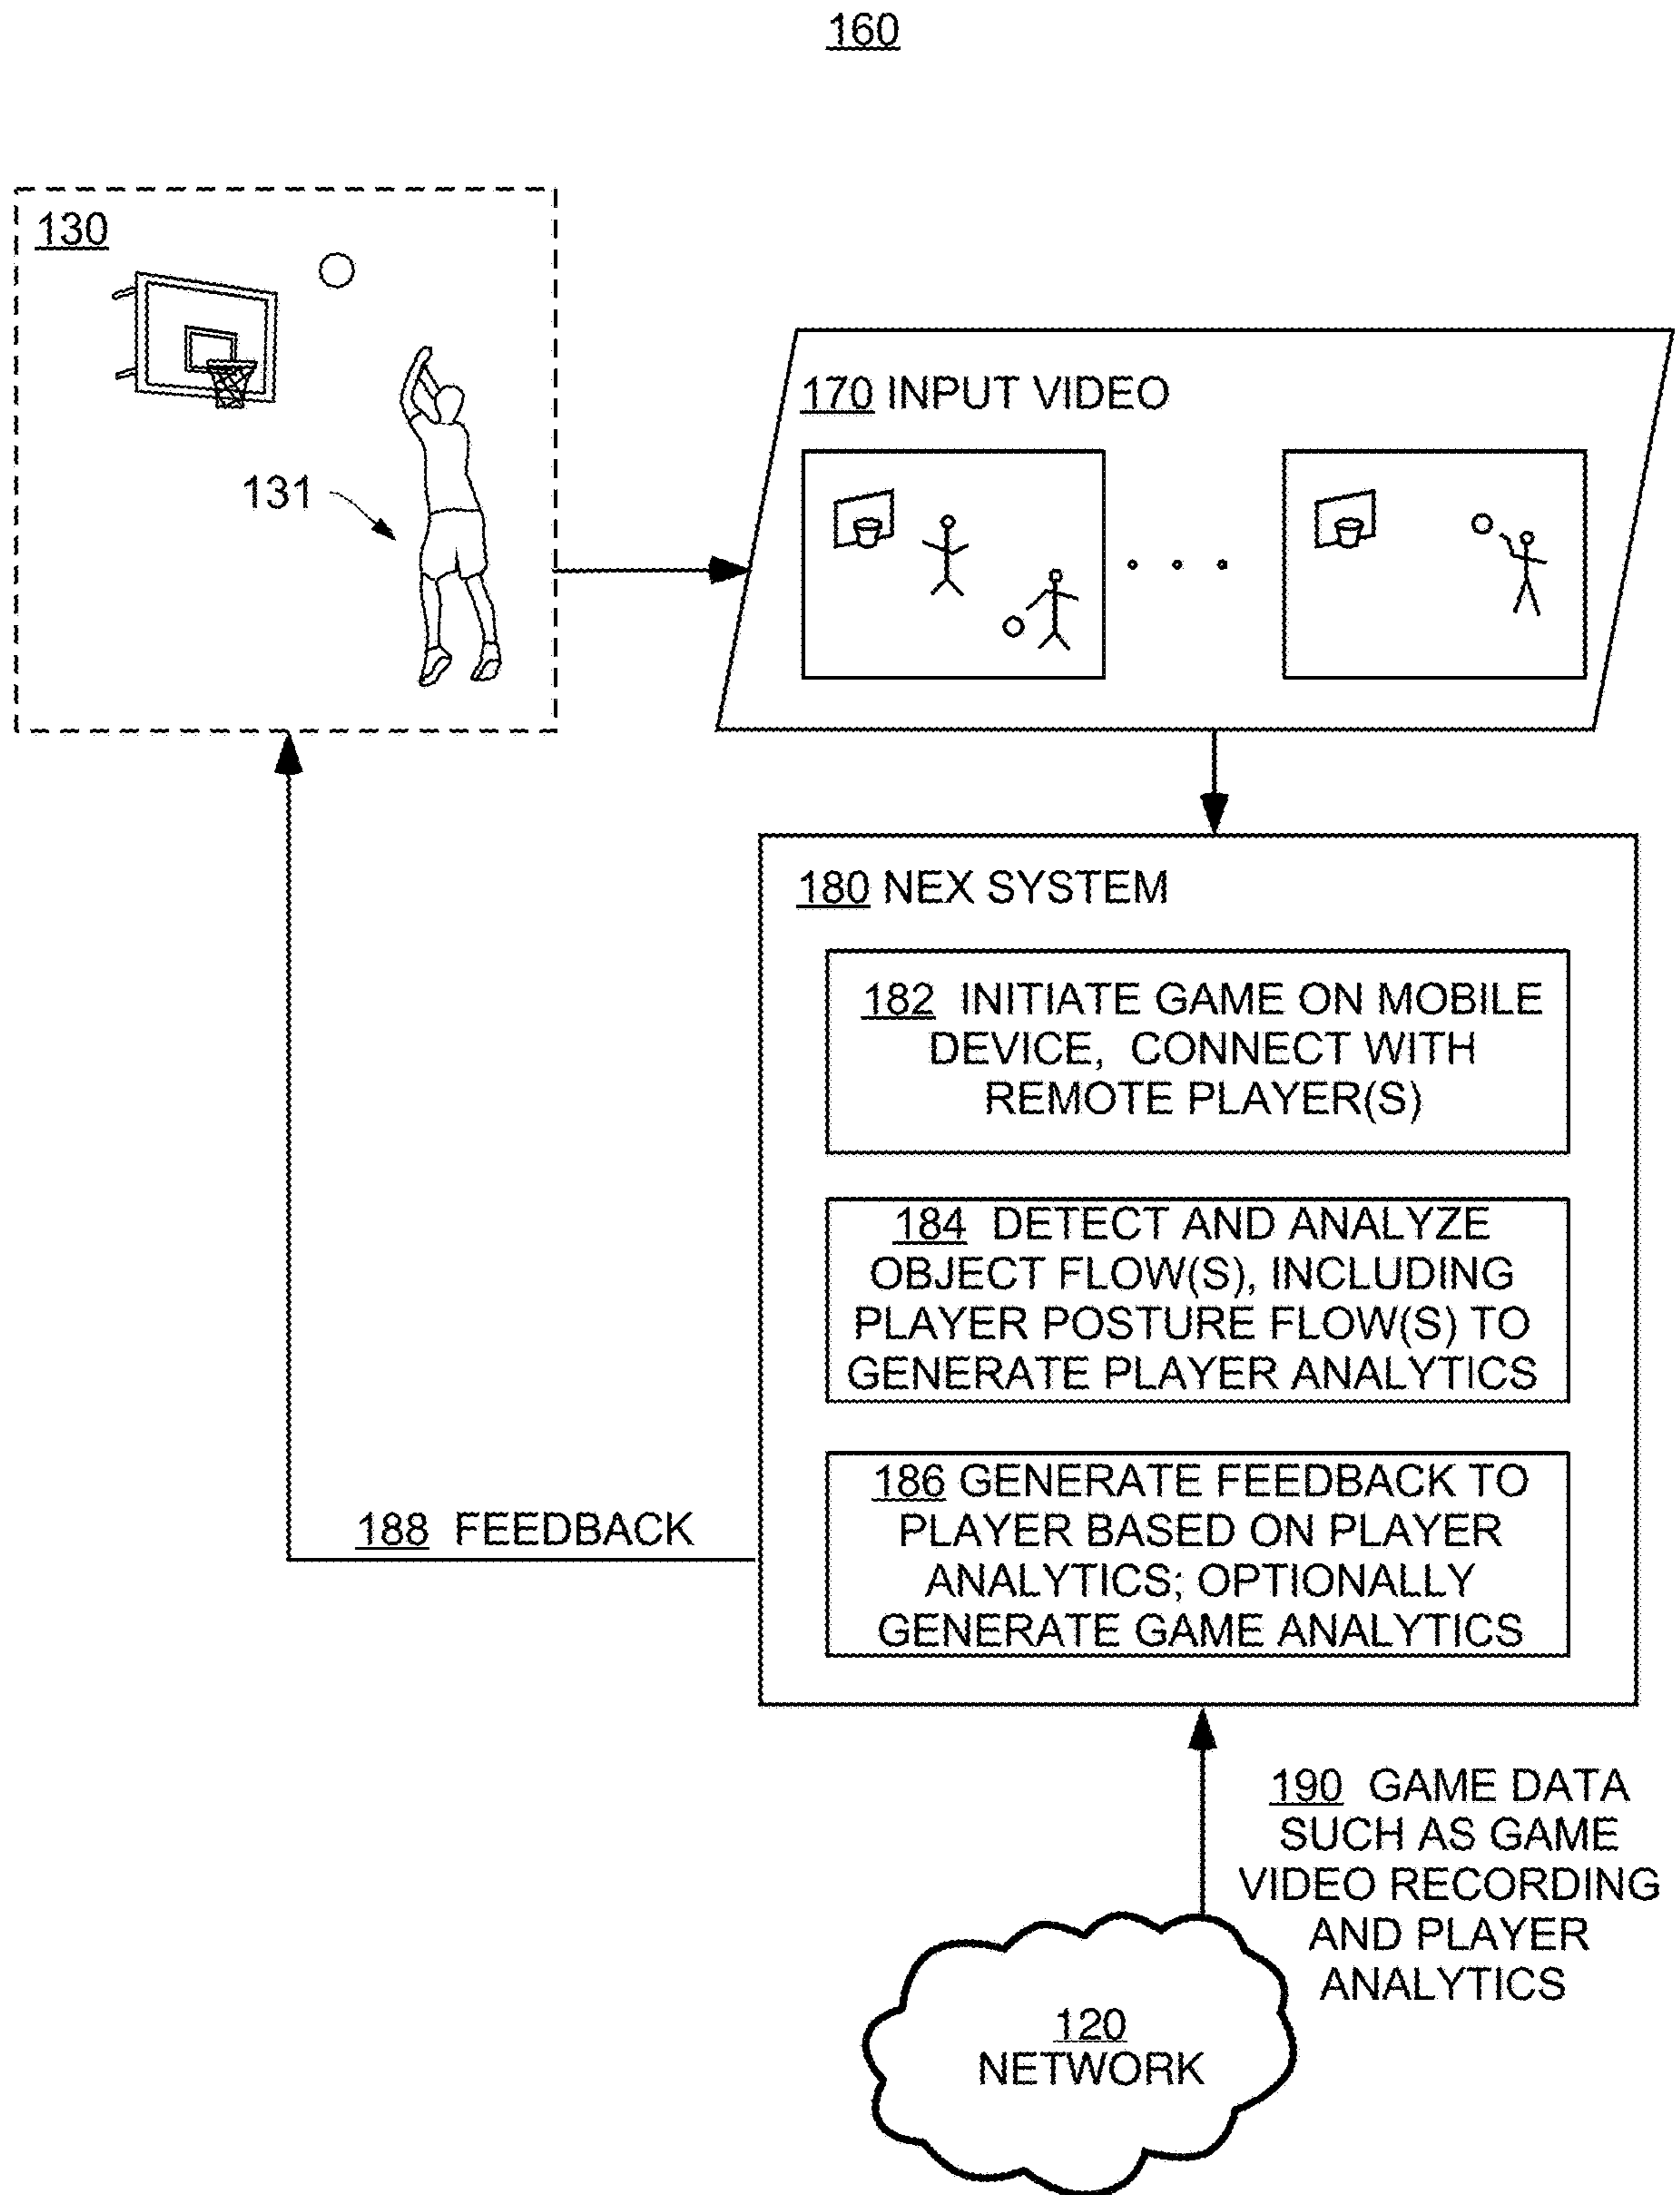 160
130
131
170 INPUT VIDEO
180 NEX SYSTEM
182 INITIATE GAME ON MOBILE
DEVICE, CONNECT WITH
REMOTE PLAYER(S)
184 DETECT AND ANALYZE
OBJECT FLOW(S), INCLUDING
PLAYER POSTURE FLOW(S) TO
GENERATE PLAYER ANALYTICS
186 GENERATE FEEDBACK TO
PLAYER BASED ON PLAYER
ANALYTICS; OPTIONALLY
GENERATE GAME ANALYTICS
188 FEEDBACK
190 GAME DATA
SUCH AS GAME
VIDEO RECORDING
AND PLAYER
ANALYTICS
120
NETWORK